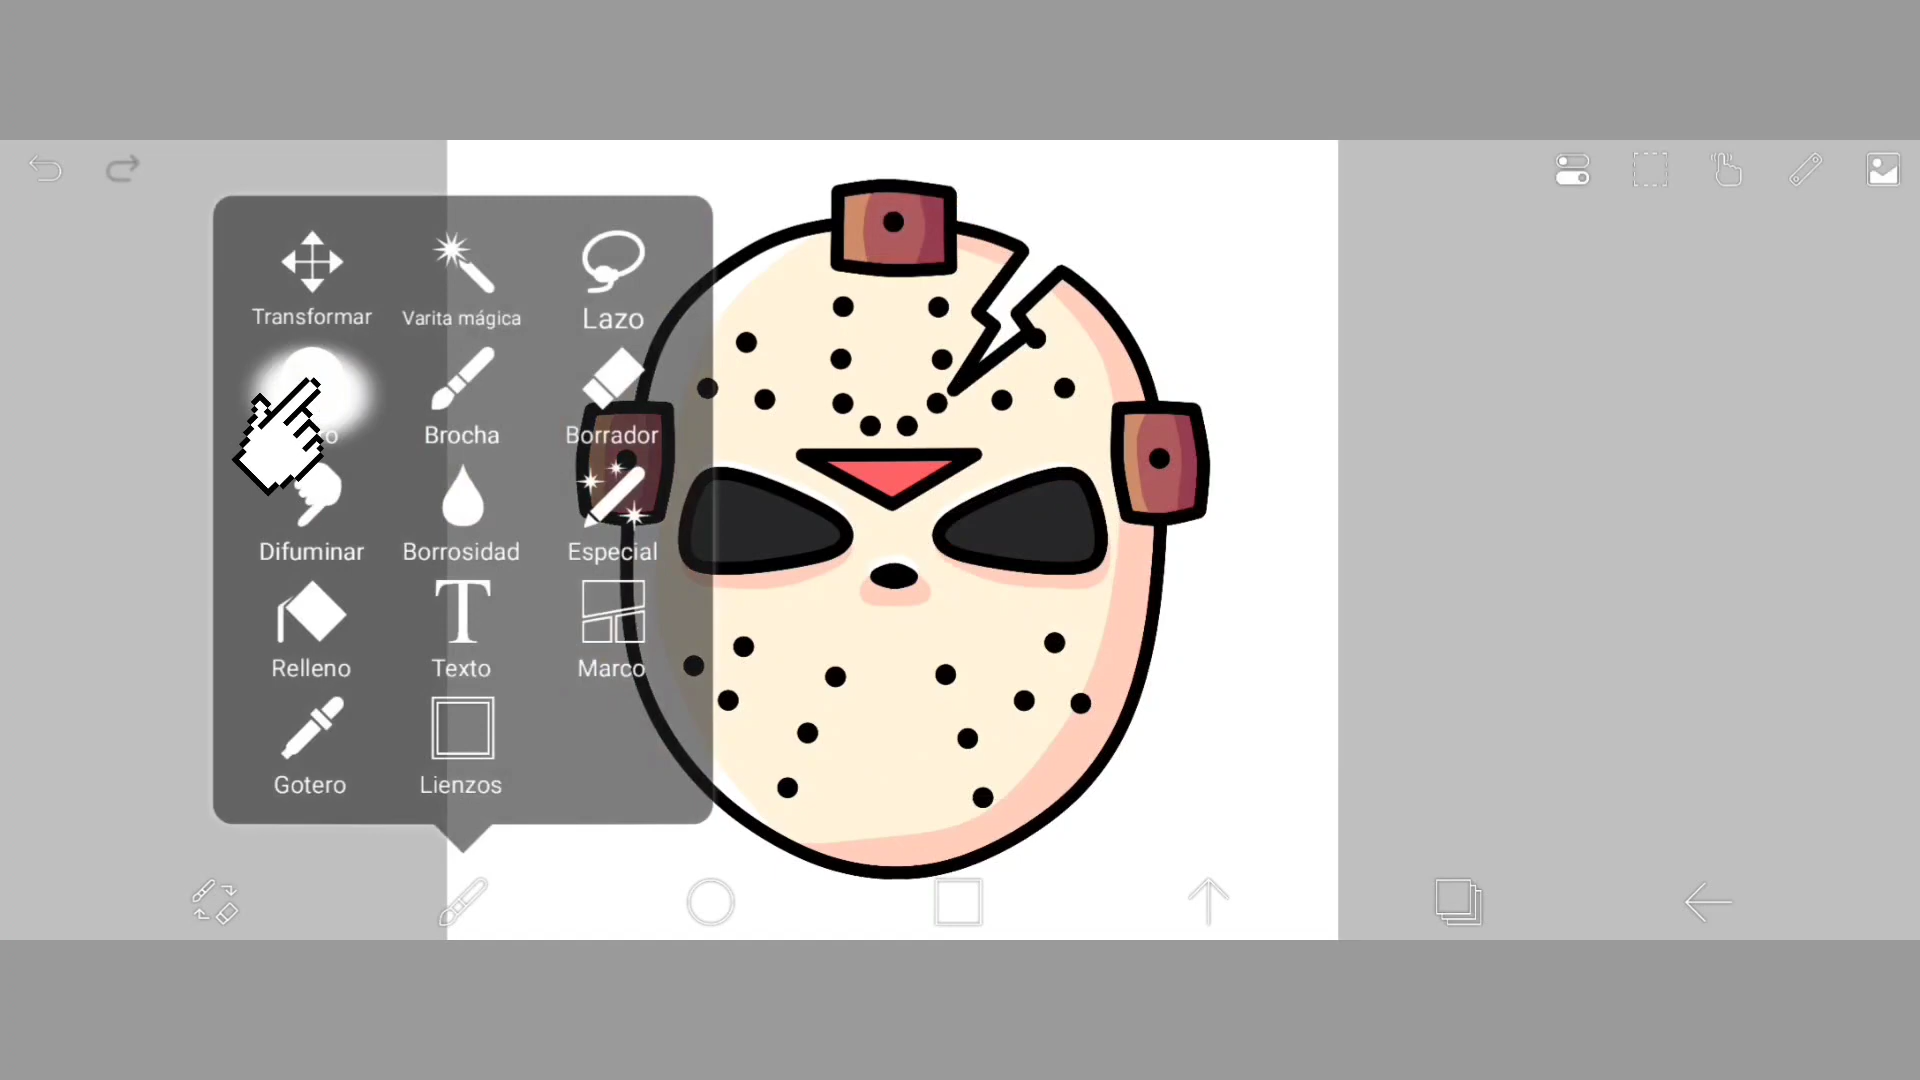 Transformar
Varita mágica
Lazo
Brocha
Borrador
Difuminar
Borrosidad
Especial
Relleno
Texto
Marco
Gotero
Lienzos